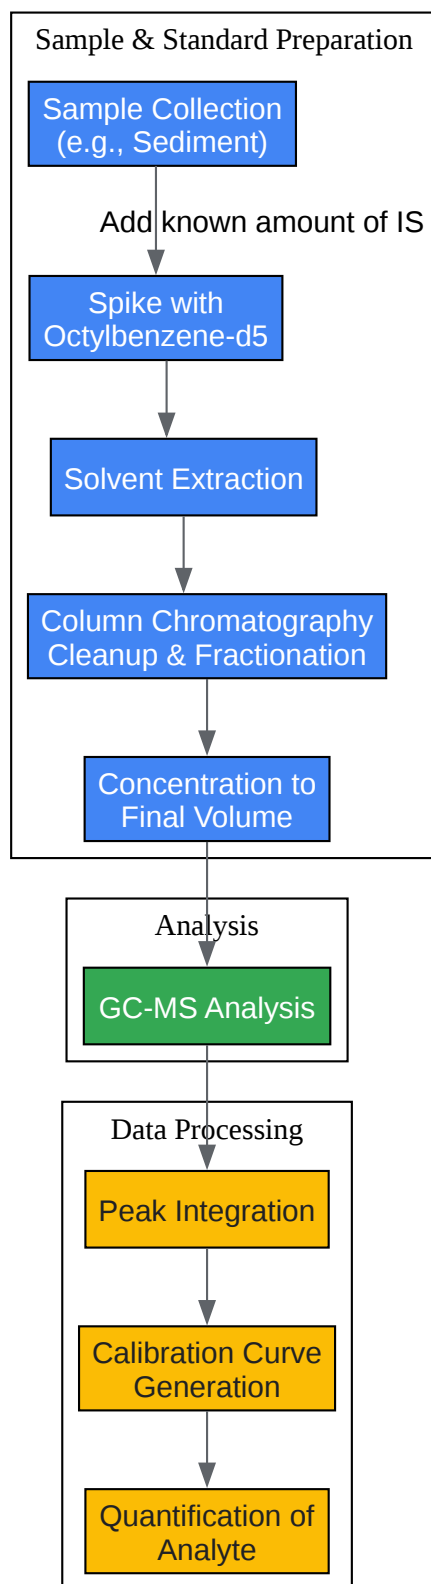 Sample & Standard Preparation
Sample Collection
(e.g., Sediment)
Add known amount of IS
Spike with
Octylbenzene-d5
Solvent Extraction
Column Chromatography
Cleanup & Fractionation
Concentration to
Final Volume
Analysis
GC-MS Analysis
Data Processing
Peak Integration
Calibration Curve
Generation
Quantification of
Analyte